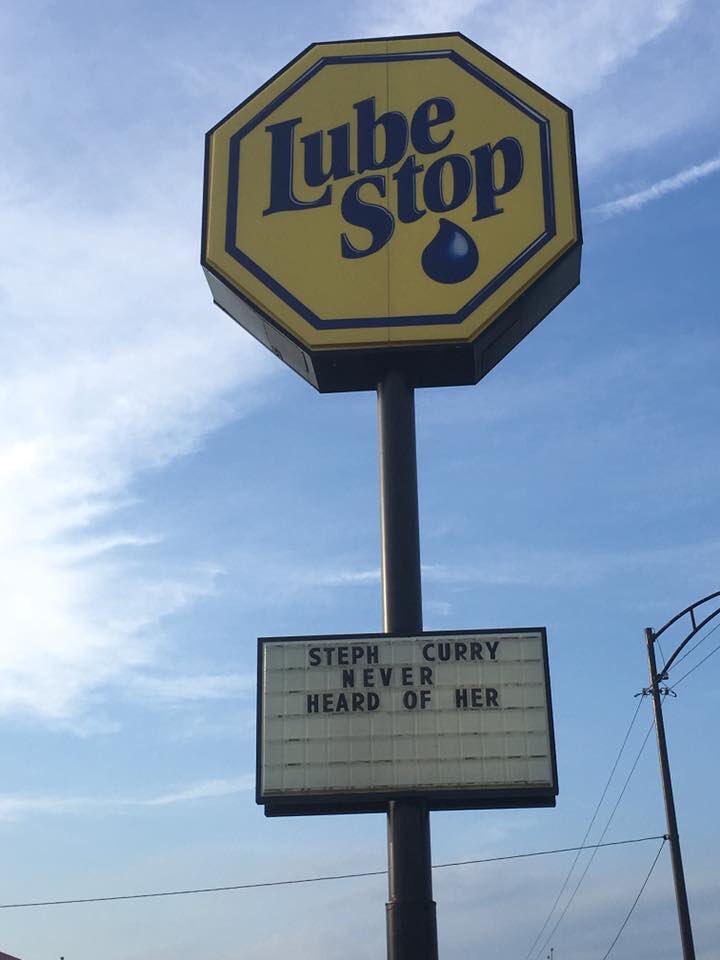 Lube
Stop
STEPH CURRY
NEVER
HEARD OF HER